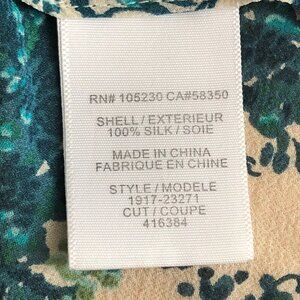 RN# 105230 CA#58350
SHELL / EXTERIEUR
100% SILK / SOIE
MADE IN CHINA
FABRIQUE EN CHINE
STYLE / MODELE
1917-23271
CUT / COUPE
416384